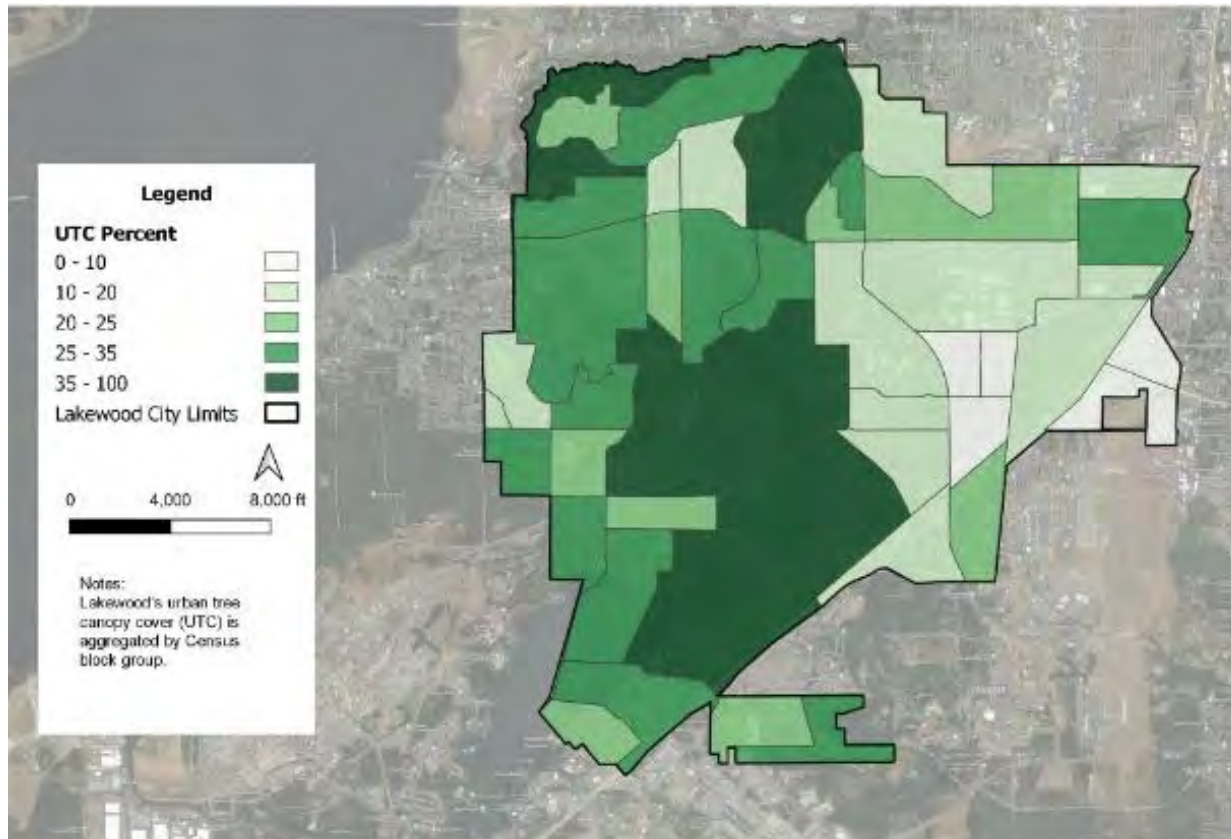 Legend
UTC Percent
0 - 10
10 - 20
20 - 25
25 - 35
35 - 100
Lakewood City Limits
0 4,000 8,000 ft
Notes:
Lakewood's urban tree
canopy cover (UTC) is
aggregated by Census
block group.